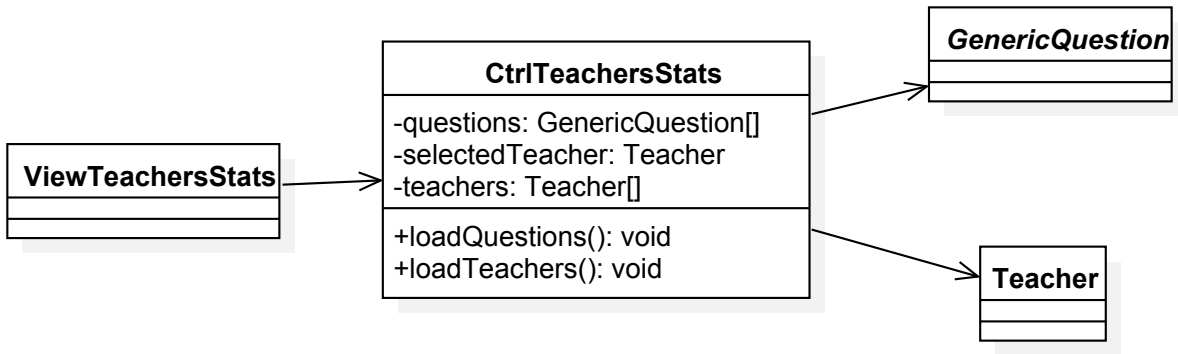 GenericQuestion
CtrlTeachersStats
-questions: GenericQuestion[]
-selectedTeacher: Teacher
-teachers: Teacher[]
ViewTeachersStats
+loadQuestions(): void
+loadTeachers(): void
Teacher